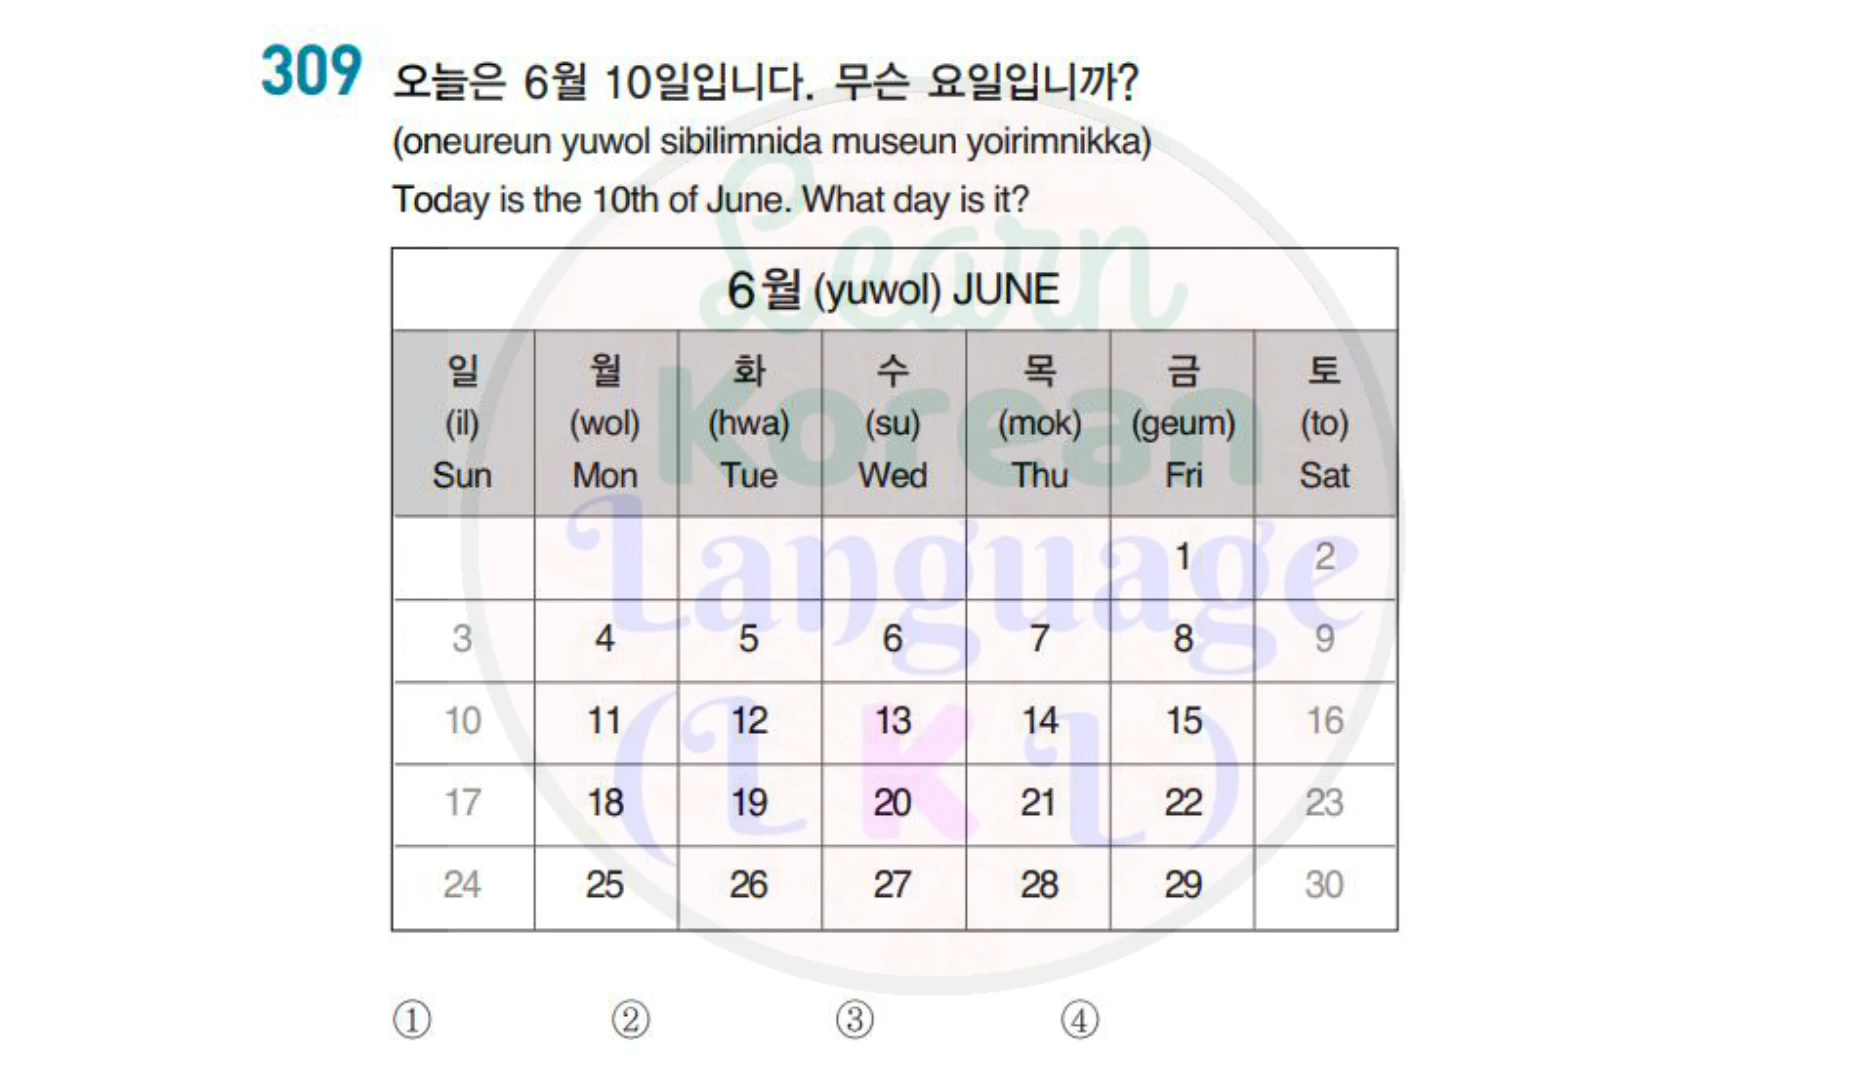 309 오늘은 6월 10일입니다. 무슨 요일입니까?
(oneureun yuwol sibilimnida museun yoirimnikka)
Today is the 10th of June. What day is it?
6월 (yuwol) JUNE
일 월 화 수 목 금 토
(il) (wol) (hwa) (su) (mok) (geum) (to)
Sun Mon Tue Wed Thu Fri Sat
1 2
3 4 5 6 7 8 9
10 11 12 13 14 15 16
17 18 19 20 21 22 23
24 25 26 27 28 29 30
① ② ③ ④
Learn
Korean
Language
(LKL)